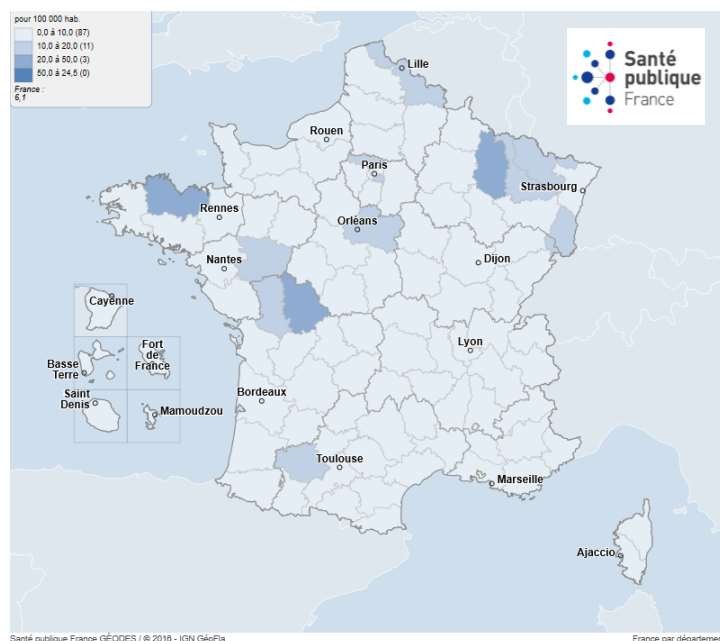 pour 100 000 hab.
0,0 à 10,0 (87)
10,0 à 20,0 (11)
20,0 à 50,0 (3)
50,0 à 24,5 (0)
France :
6,1
Santé
publique
France
Lille
Rouen
Paris
Strasbourg
Rennes
Orléans
Nantes
Dijon
Cayenne
Fort
de
France
Basse
Terre
Saint
Denis
Mamoudzou
Lyon
Bordeaux
Toulouse
Marseille
Ajaccio
Santé publique France GÉODES / © 2016 - IGN GéoFla
France par départemen